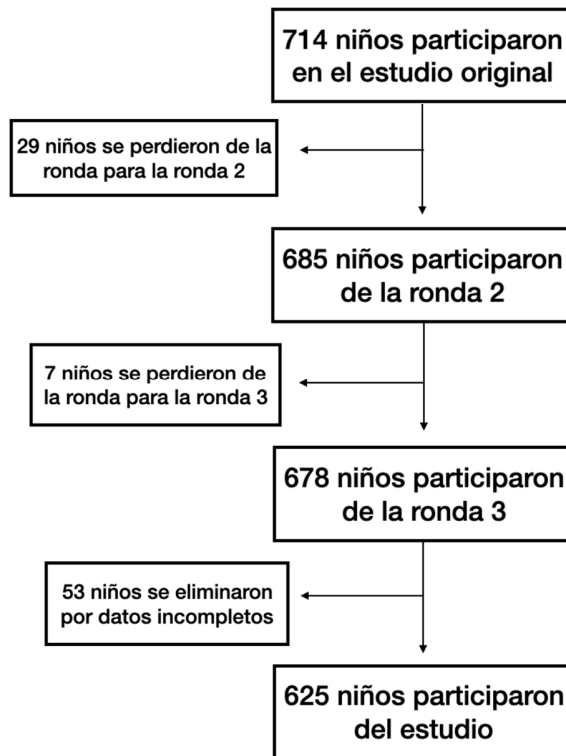 714 niños participaron
en el estudio original
29 niños se perdieron de la
ronda para la ronda 2
685 niños participaron
de la ronda 2
7 niños se perdieron de
la ronda para la ronda 3
678 niños participaron
de la ronda 3
53 niños se eliminaron
por datos incompletos
625 niños participaron
del estudio